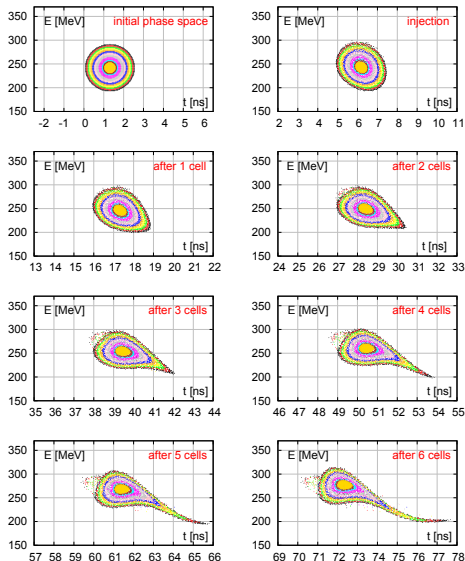 E [MeV] initial phase space
350
300
250
200
150
t [ns]
-2 -1 0 1 2 3 4 5 6
E [MeV] injection
350
300
250
200
150
t [ns]
2 3 4 5 6 7 8 9 10 11
E [MeV] after 1 cell
350
300
250
200
150
t [ns]
13 14 15 16 17 18 19 20 21 22
E [MeV] after 2 cells
350
300
250
200
150
t [ns]
24 25 26 27 28 29 30 31 32 33
E [MeV] after 3 cells
350
300
250
200
150
t [ns]
35 36 37 38 39 40 41 42 43 44
E [MeV] after 4 cells
350
300
250
200
150
t [ns]
46 47 48 49 50 51 52 53 54 55
E [MeV] after 5 cells
350
300
250
200
150
t [ns]
57 58 59 60 61 62 63 64 65 66
E [MeV] after 6 cells
350
300
250
200
150
t [ns]
69 70 71 72 73 74 75 76 77 78